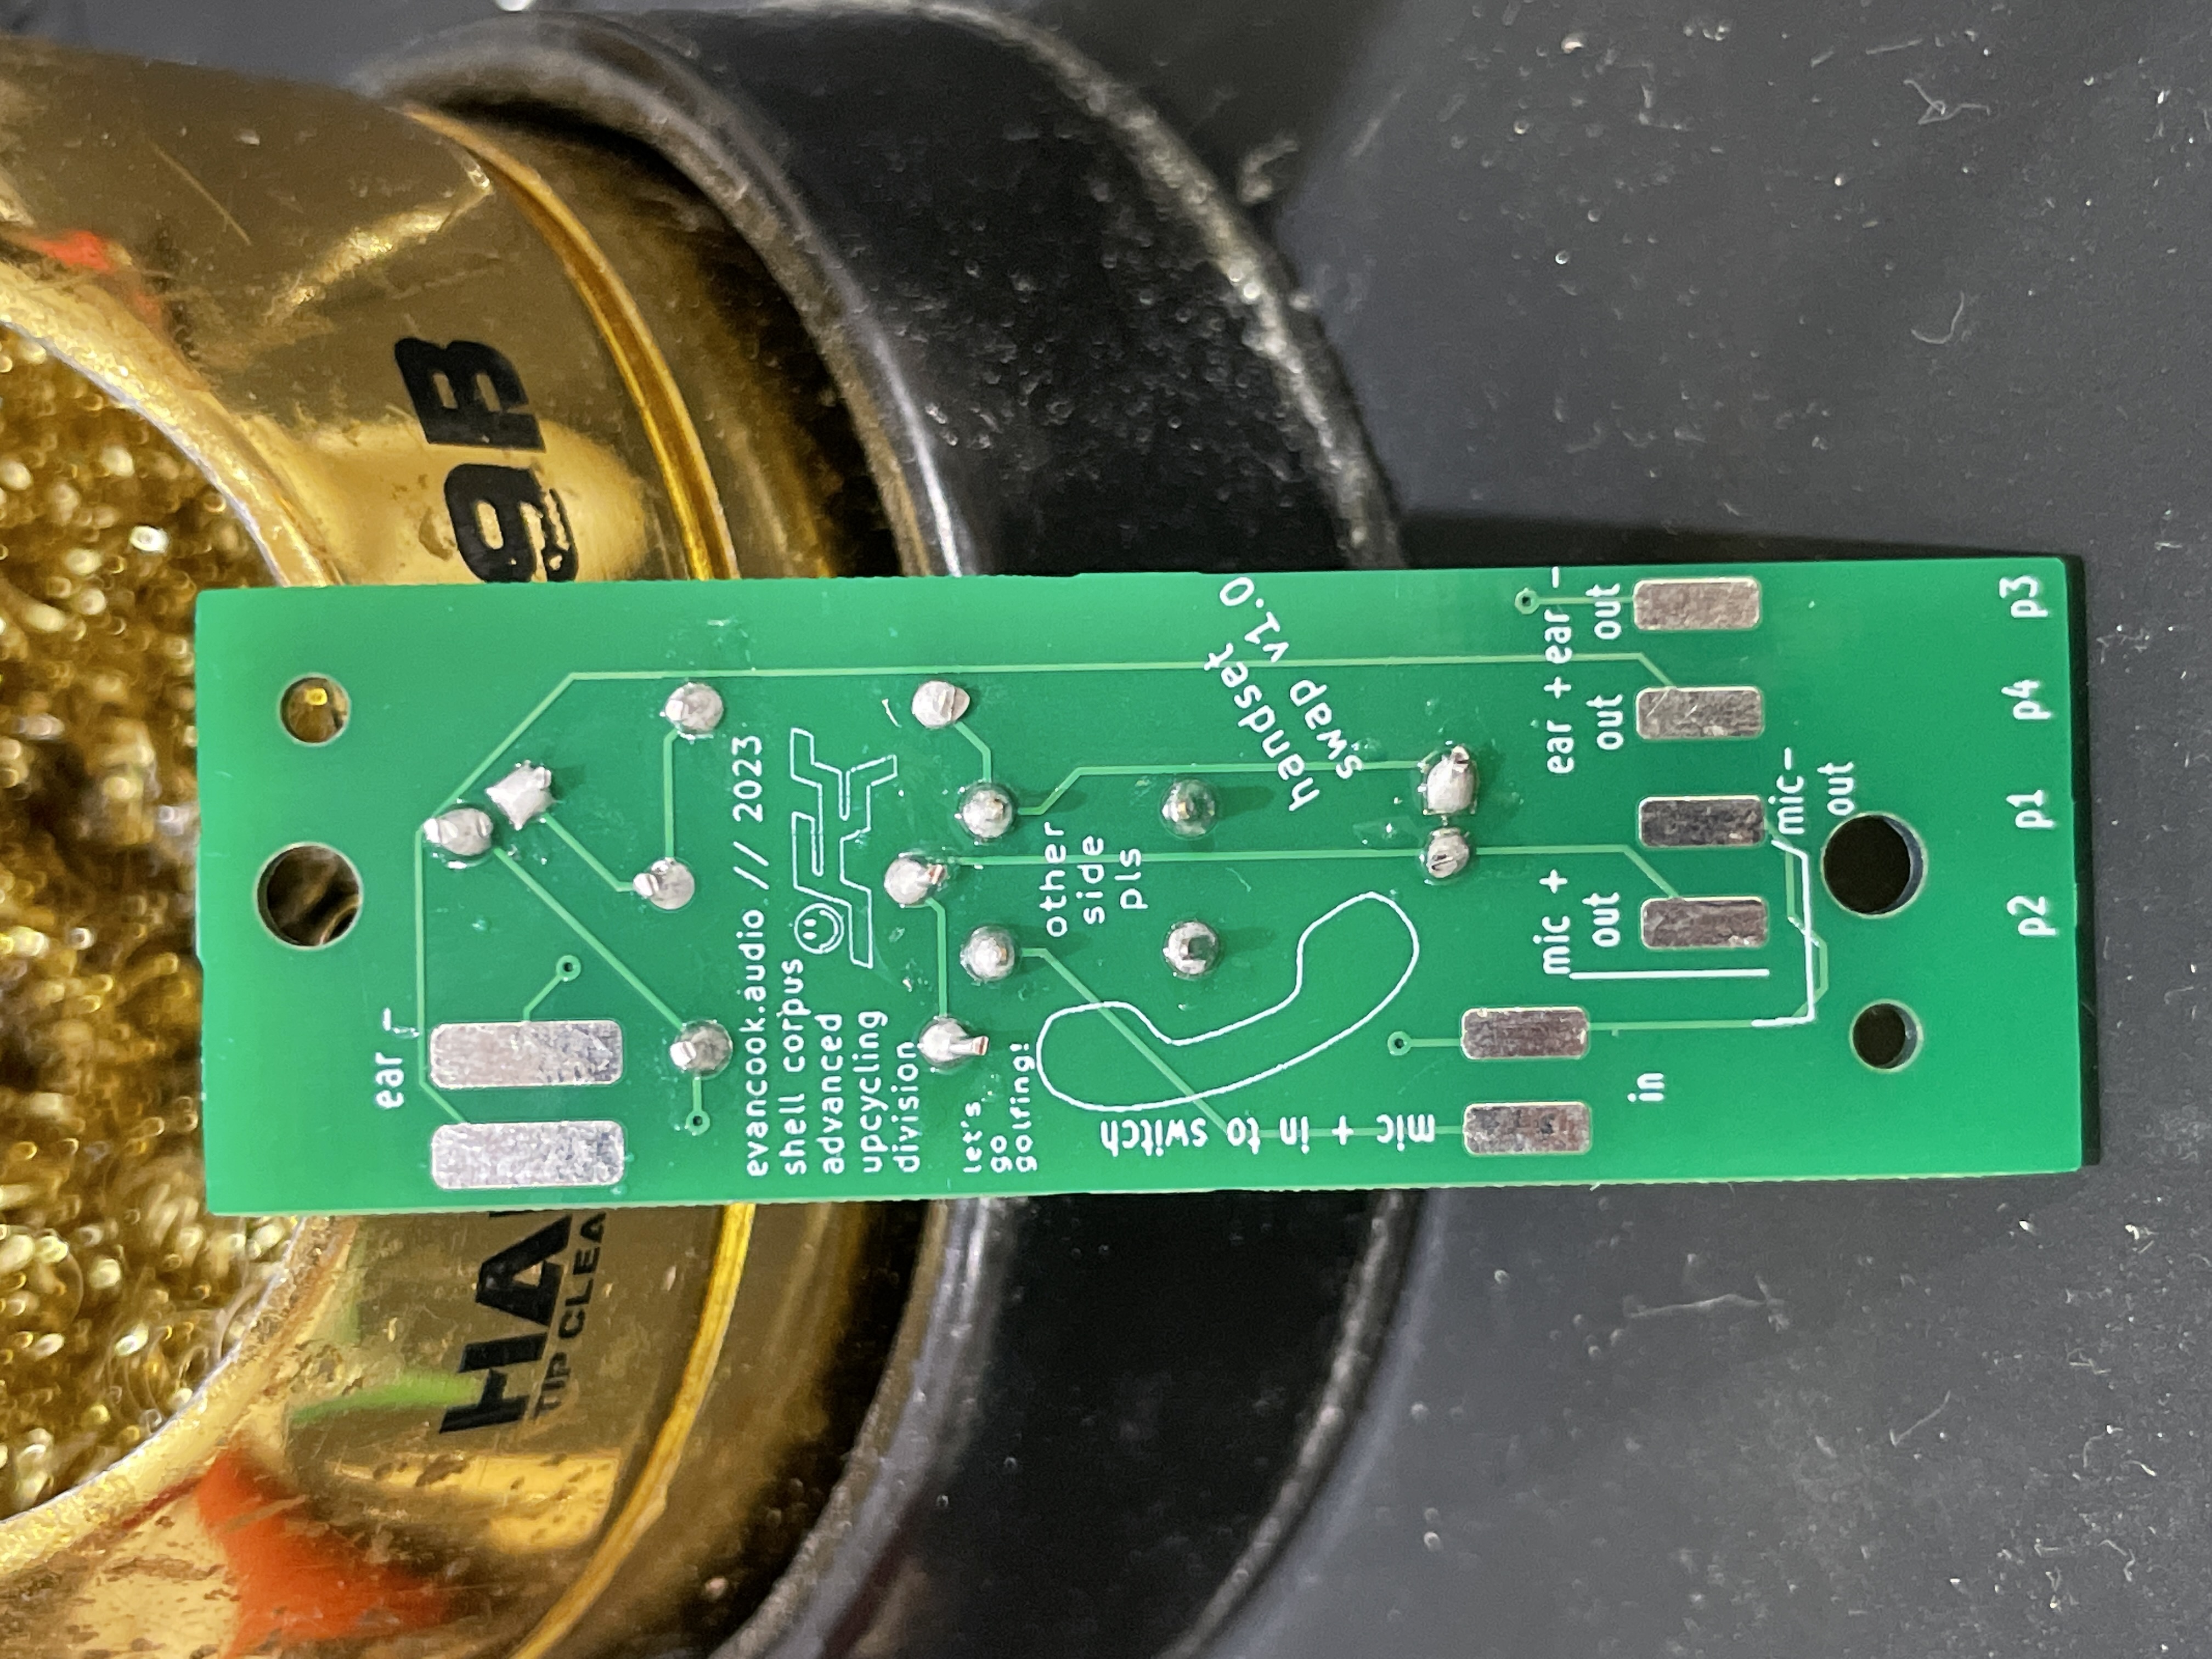 HA
TIP CLEA
9B
ear -
evancook.audio // 2023
shell corpus
advanced
upcycling
division
let's
go
golfing!
other
side
pls
mic + in to switch
handset
swap v1.0
mic + ear + ear -
out out out
in
mic-
out
p2 p1 p4 p3